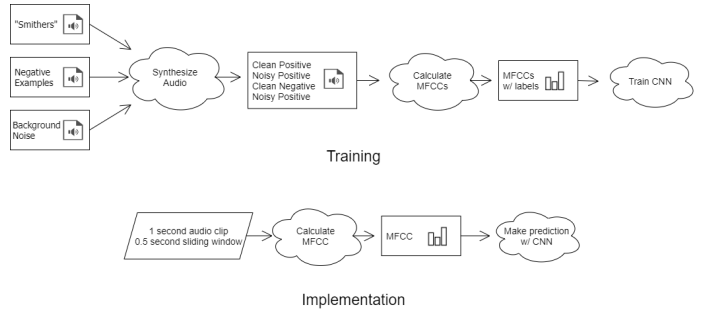 "Smithers"
Negative
Examples
Background
Noise
Synthesize
Audio
Clean Positive
Noisy Positive
Clean Negative
Noisy Positive
Calculate
MFCCs
MFCCs
w/ labels
Train CNN
Training
1 second audio clip
0.5 second sliding window
Calculate
MFCC
MFCC
Make prediction
w/ CNN
Implementation